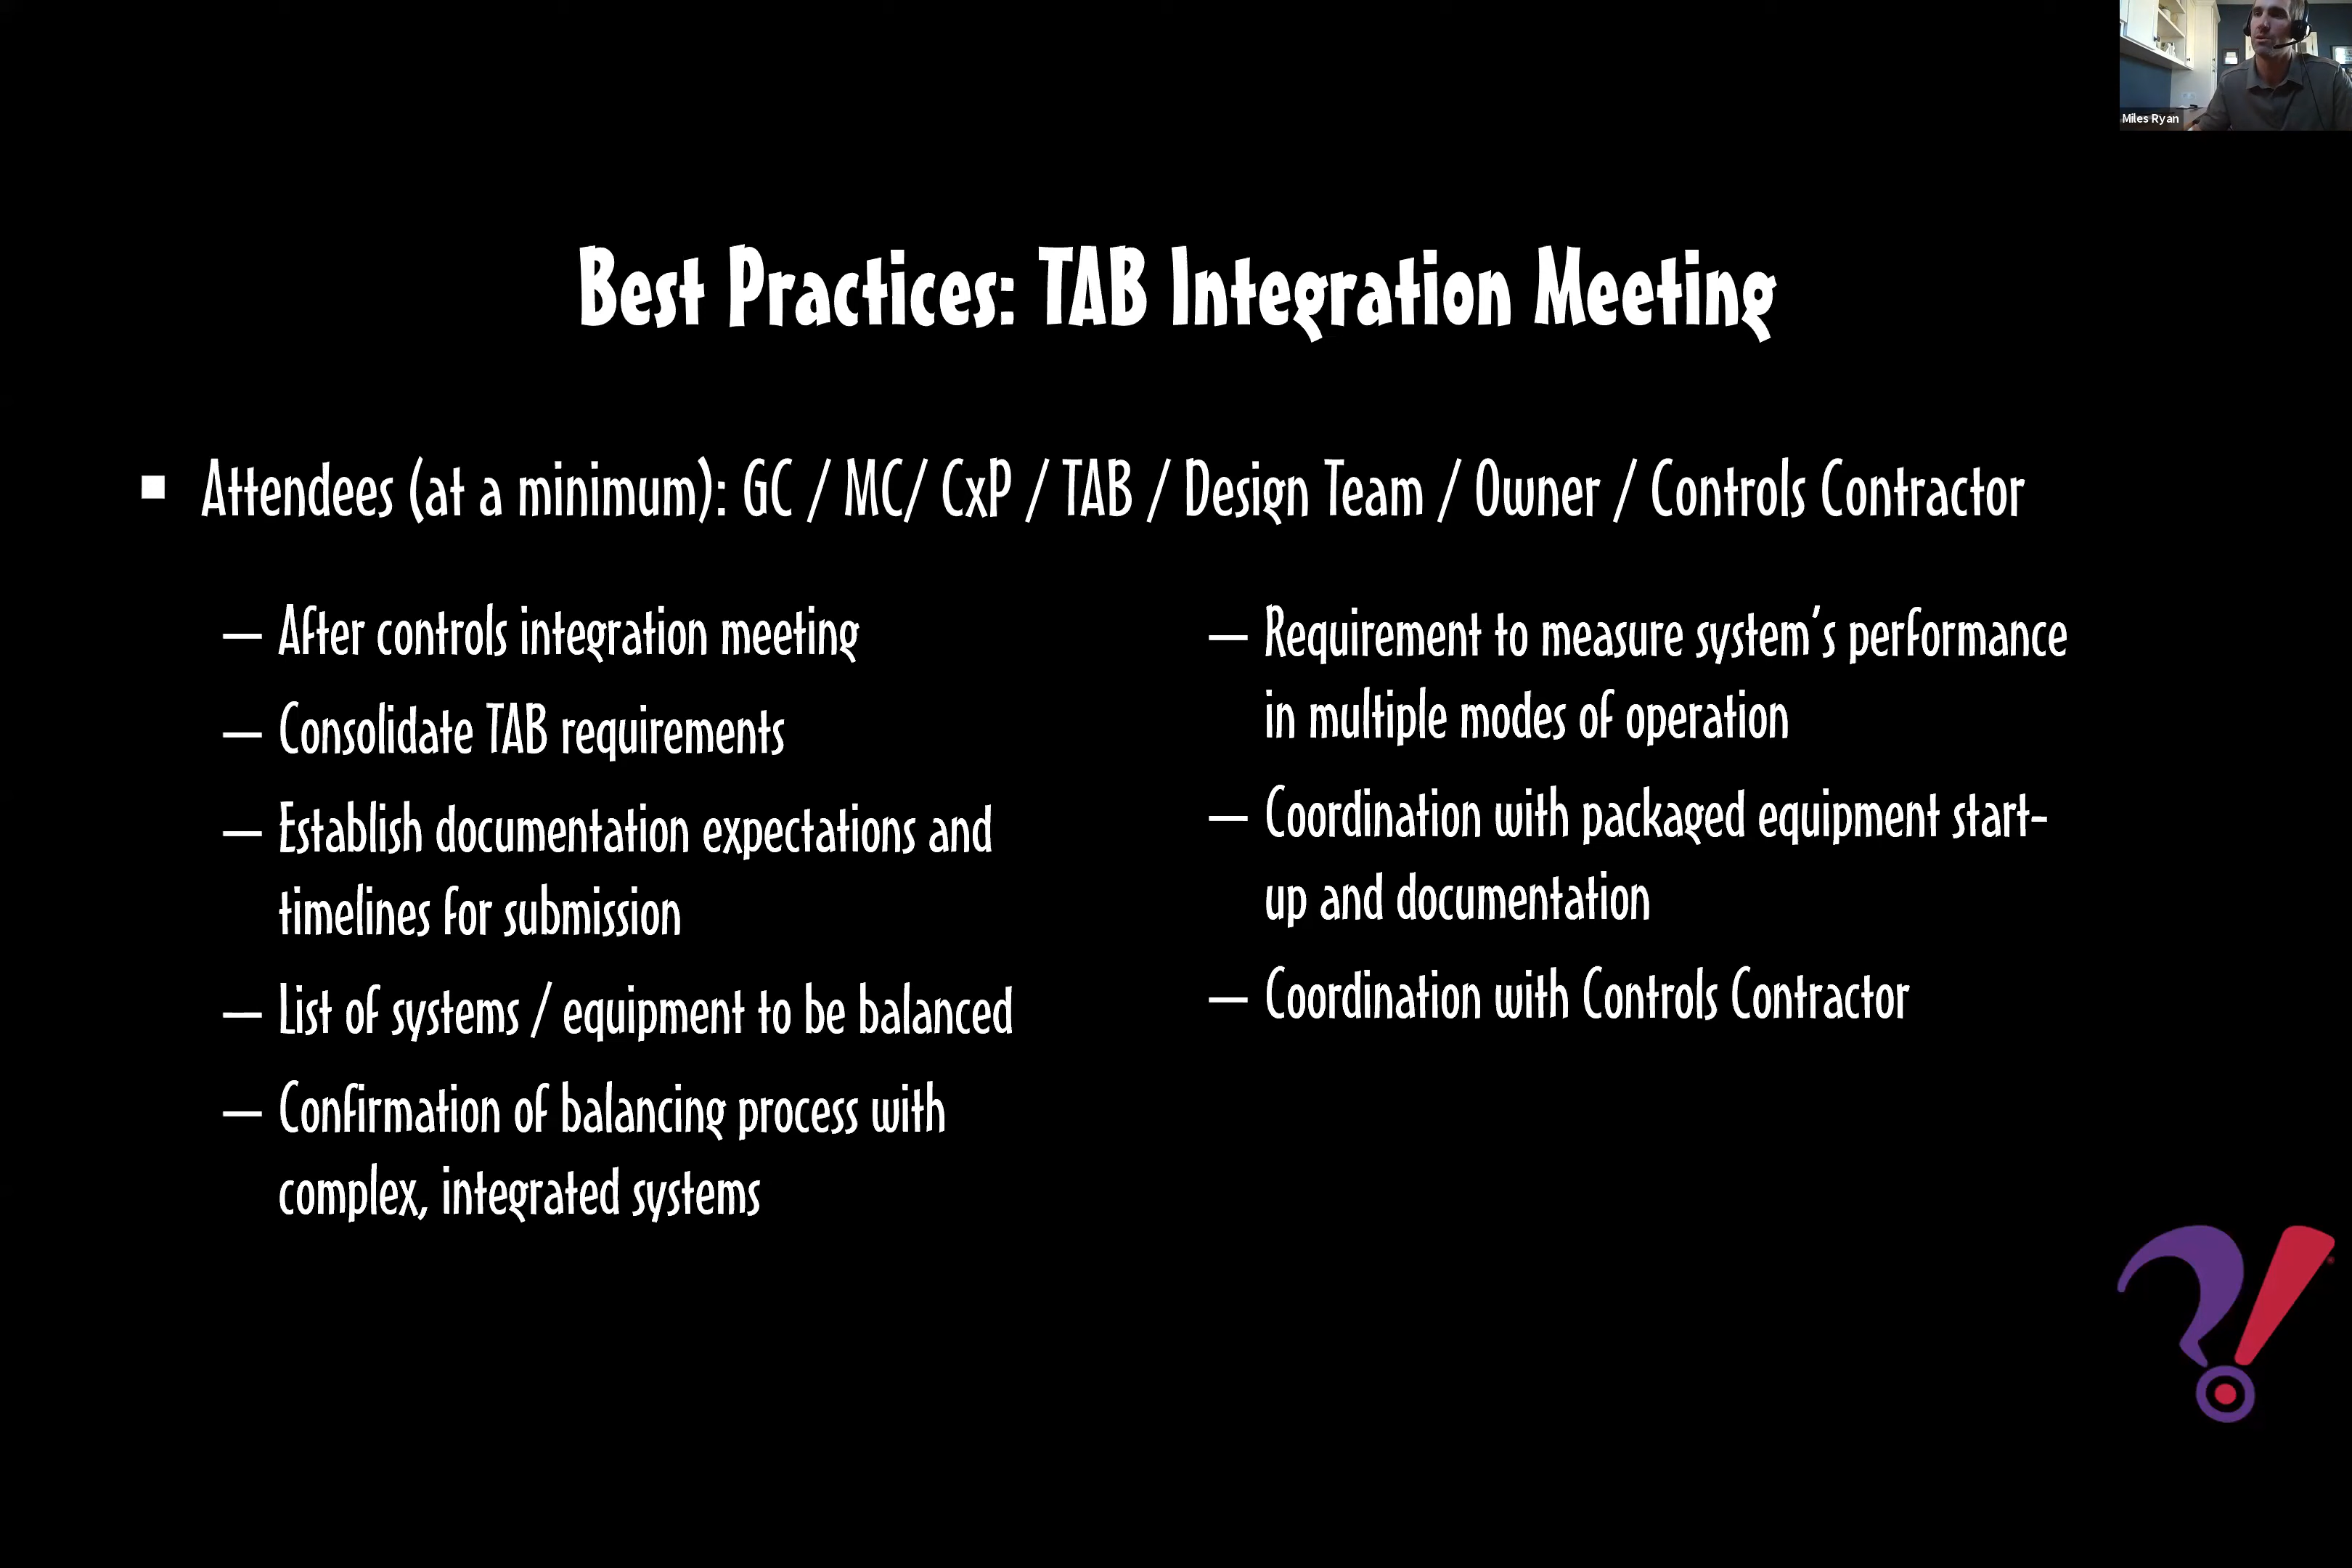 Miles Ryan
Best Practices: TAB Integration Meeting
■ Attendees (at a minimum): GC / MC/ CxP / TAB / Design Team / Owner / Controls Contractor
— After controls integration meeting
— Consolidate TAB requirements
— Establish documentation expectations and
timelines for submission
— List of systems / equipment to be balanced
— Confirmation of balancing process with
complex, integrated systems
— Requirement to measure system's performance
in multiple modes of operation
— Coordination with packaged equipment start-
up and documentation
— Coordination with Controls Contractor